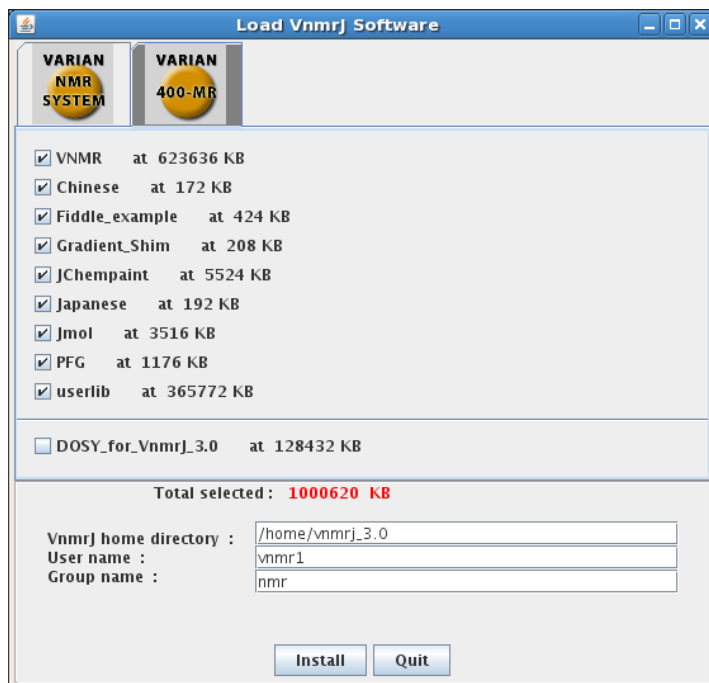 Load VnmrJ Software
VARIAN
NMR
SYSTEM
VARIAN
400-MR
VNMR at 623636 KB
Chinese at 172 KB
Fiddle_example at 424 KB
Gradient_Shim at 208 KB
JChempaint at 5524 KB
Japanese at 192 KB
Jmol at 3516 KB
PFG at 1176 KB
userlib at 365772 KB
DOSY_for_VnmrJ_3.0 at 128432 KB
Total selected : 1000620 KB
VnmrJ home directory : /home/vnmrj_3.0
User name : vnmr1
Group name : nmr
Install Quit